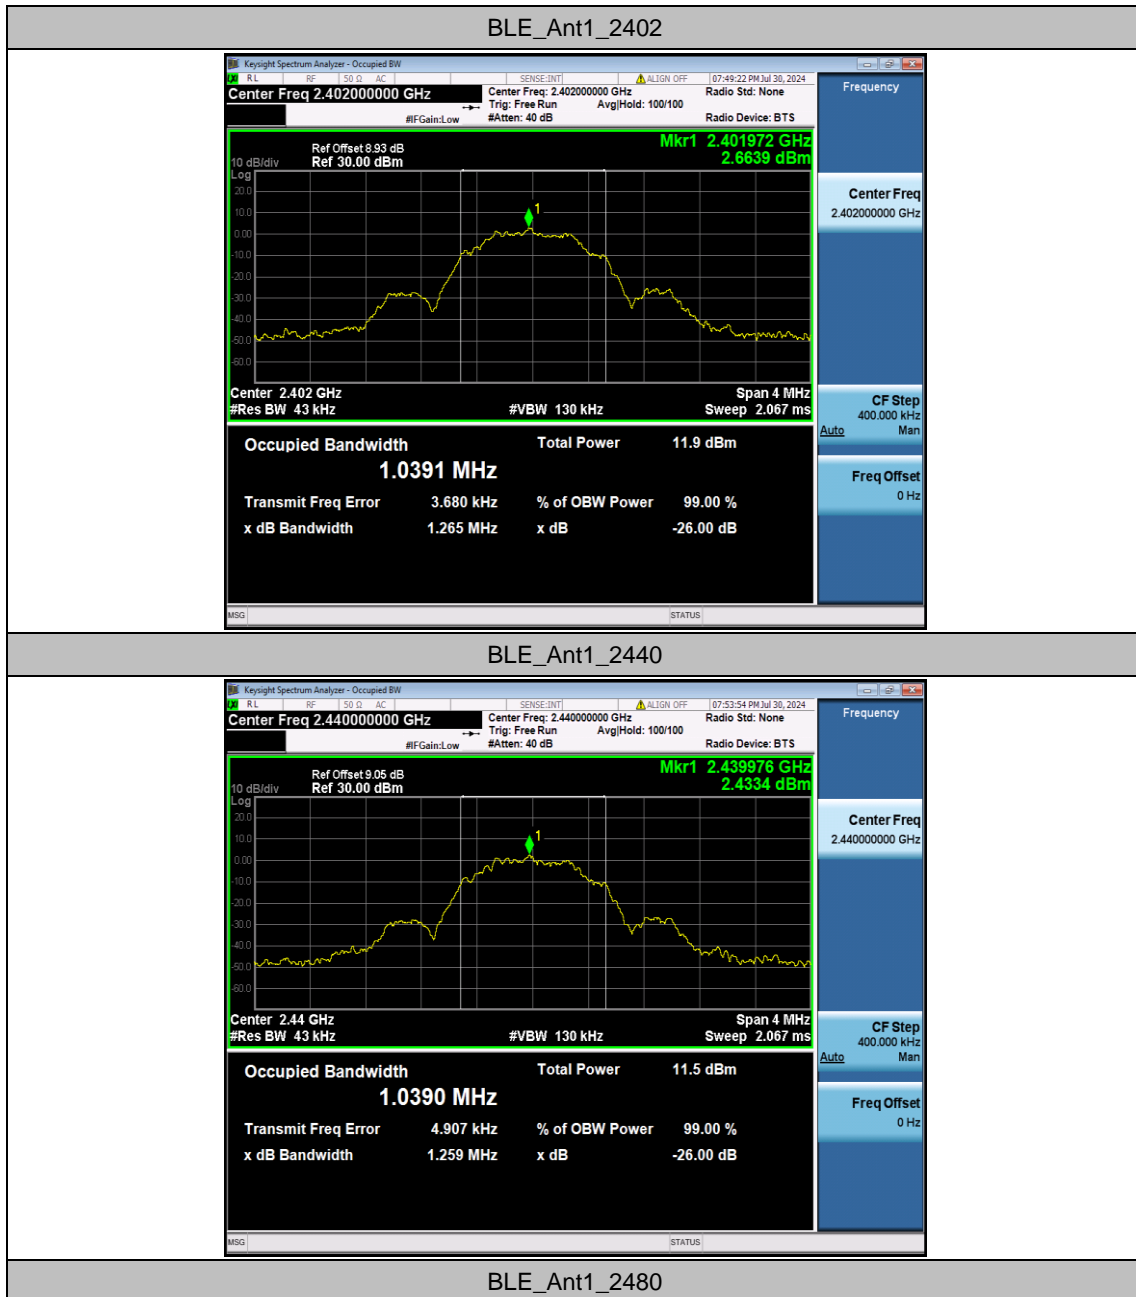 BLE_Ant1_2402
Keysight Spectrum Analyzer - Occupied BW
LXI RL RF 50 Ω AC SENSE:INT ALIGN OFF 07:49:22 PM Jul 30, 2024
Center Freq 2.402000000 GHz
Center Freq: 2.402000000 GHz
Radio Std: None
Trig: Free Run Avg|Hold: 100/100
#IFGain:Low
#Atten: 40 dB
Radio Device: BTS
Frequency
Mkr1 2.401972 GHz
2.6639 dBm
Ref Offset 8.93 dB
10 dB/div Ref 30.00 dBm
Log
20.0
10.0
0.00
-10.0
-20.0
-30.0
-40.0
-50.0
-60.0
1
Center Freq
2.402000000 GHz
Center 2.402 GHz Span 4 MHz
#Res BW 43 kHz #VBW 130 kHz Sweep 2.067 ms
CF Step
400.000 kHz
Auto Man
Occupied Bandwidth Total Power 11.9 dBm
1.0391 MHz
Freq Offset
0 Hz
Transmit Freq Error 3.680 kHz % of OBW Power 99.00 %
x dB Bandwidth 1.265 MHz x dB -26.00 dB
MSG STATUS
BLE_Ant1_2440
Keysight Spectrum Analyzer - Occupied BW
LXI RL RF 50 Ω AC SENSE:INT ALIGN OFF 07:53:54 PM Jul 30, 2024
Center Freq 2.440000000 GHz
Center Freq: 2.440000000 GHz
Radio Std: None
Trig: Free Run Avg|Hold: 100/100
#IFGain:Low
#Atten: 40 dB
Radio Device: BTS
Frequency
Mkr1 2.439976 GHz
2.4334 dBm
Ref Offset 9.05 dB
10 dB/div Ref 30.00 dBm
Log
20.0
10.0
0.00
-10.0
-20.0
-30.0
-40.0
-50.0
-60.0
1
Center Freq
2.440000000 GHz
Center 2.44 GHz Span 4 MHz
#Res BW 43 kHz #VBW 130 kHz Sweep 2.067 ms
CF Step
400.000 kHz
Auto Man
Occupied Bandwidth Total Power 11.5 dBm
1.0390 MHz
Freq Offset
0 Hz
Transmit Freq Error 4.907 kHz % of OBW Power 99.00 %
x dB Bandwidth 1.259 MHz x dB -26.00 dB
MSG STATUS
BLE_Ant1_2480